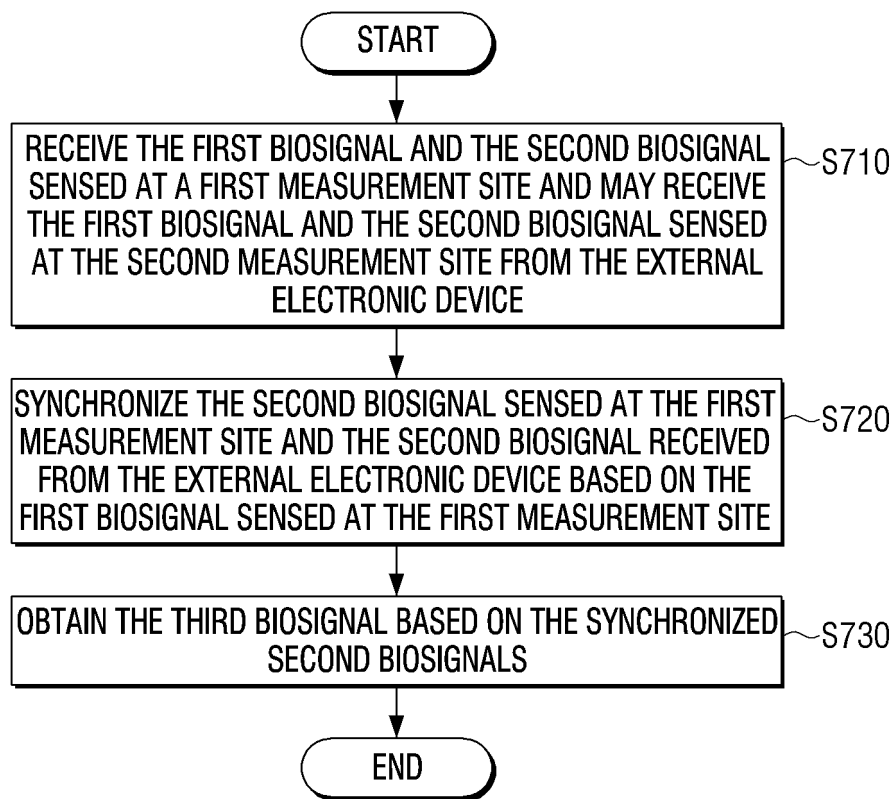 START
RECEIVE THE FIRST BIOSIGNAL AND THE SECOND BIOSIGNAL
SENSED AT A FIRST MEASUREMENT SITE AND MAY RECEIVE
THE FIRST BIOSIGNAL AND THE SECOND BIOSIGNAL SENSED
AT THE SECOND MEASUREMENT SITE FROM THE EXTERNAL
ELECTRONIC DEVICE
S710
SYNCHRONIZE THE SECOND BIOSIGNAL SENSED AT THE FIRST
MEASUREMENT SITE AND THE SECOND BIOSIGNAL RECEIVED
FROM THE EXTERNAL ELECTRONIC DEVICE BASED ON THE
FIRST BIOSIGNAL SENSED AT THE FIRST MEASUREMENT SITE
S720
OBTAIN THE THIRD BIOSIGNAL BASED ON THE SYNCHRONIZED
SECOND BIOSIGNALS
S730
END